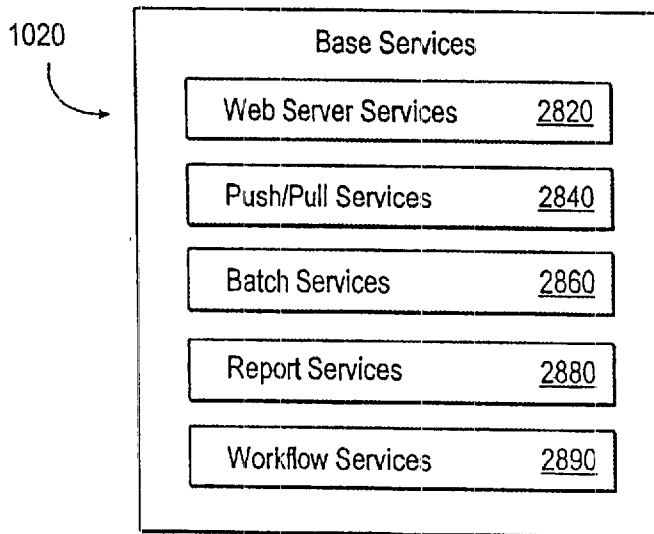 1020
Base Services
Web Server Services 2820
Push/Pull Services 2840
Batch Services 2860
Report Services 2880
Workflow Services 2890